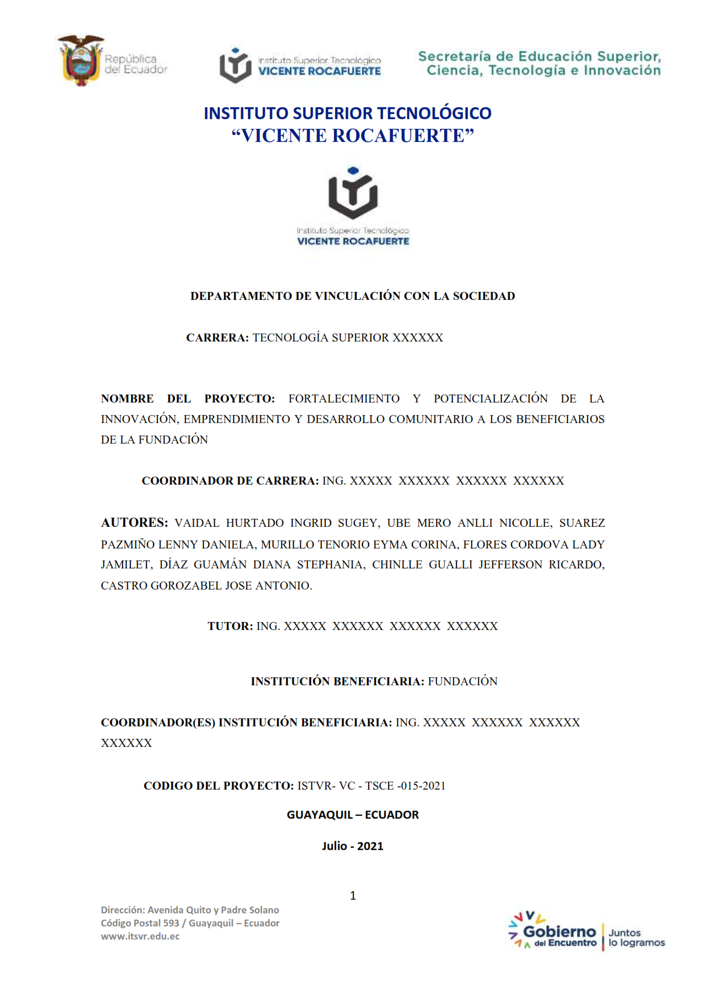 República
del Ecuador
Instituto Superior Tecnológico
VICENTE ROCAFUERTE
Secretaría de Educación Superior,
Ciencia, Tecnología e Innovación
INSTITUTO SUPERIOR TECNOLÓGICO
“VICENTE ROCAFUERTE”
Instituto Superior Tecnológico
VICENTE ROCAFUERTE
DEPARTAMENTO DE VINCULACIÓN CON LA SOCIEDAD
CARRERA: TECNOLOGÍA SUPERIOR XXXXXX
NOMBRE DEL PROYECTO: FORTALECIMIENTO Y POTENCIALIZACIÓN DE LA
INNOVACIÓN, EMPRENDIMIENTO Y DESARROLLO COMUNITARIO A LOS BENEFICIARIOS
DE LA FUNDACIÓN
COORDINADOR DE CARRERA: ING. XXXXX XXXXXX XXXXXX XXXXXX
AUTORES: VAIDAL HURTADO INGRID SUGEY, UBE MERO ANLLI NICOLLE, SUAREZ
PAZMIÑO LENNY DANIELA, MURILLO TENORIO EYMA CORINA, FLORES CORDOVA LADY
JAMILET, DÍAZ GUAMÁN DIANA STEPHANIA, CHINLLE GUALLI JEFFERSON RICARDO,
CASTRO GOROZABEL JOSE ANTONIO.
TUTOR: ING. XXXXX XXXXXX XXXXXX XXXXXX
INSTITUCIÓN BENEFICIARIA: FUNDACIÓN
COORDINADOR(ES) INSTITUCIÓN BENEFICIARIA: ING. XXXXX XXXXXX XXXXXX
XXXXXX
CODIGO DEL PROYECTO: ISTVR- VC - TSCE -015-2021
GUAYAQUIL – ECUADOR
Julio - 2021
1
Dirección: Avenida Quito y Padre Solano
Código Postal 593 / Guayaquil – Ecuador
www.itsvr.edu.ec
Gobierno
del Encuentro
Juntos
lo logramos